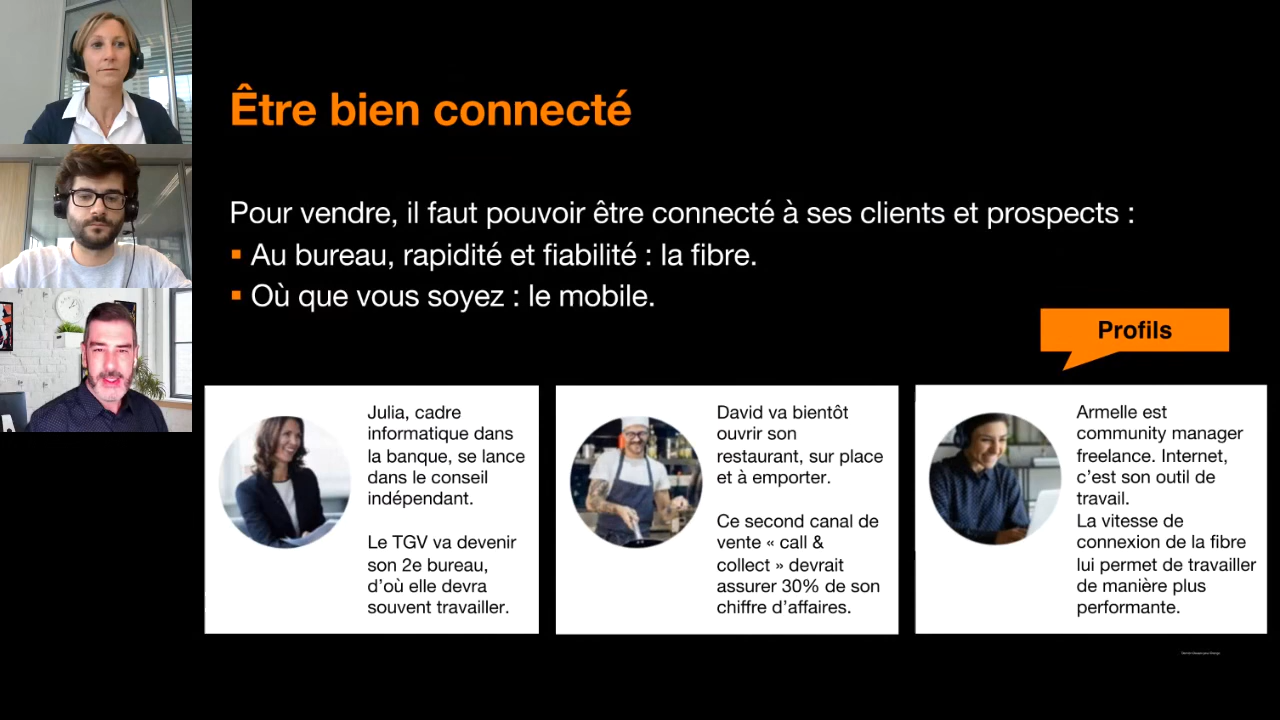 Être bien connecté
Pour vendre, il faut pouvoir être connecté à ses clients et prospects :
▪ Au bureau, rapidité et fiabilité : la fibre.
▪ Où que vous soyez : le mobile.
Profils
Julia, cadre
informatique dans
la banque, se lance
dans le conseil
indépendant.
Le TGV va devenir
son 2e bureau,
d’où elle devra
souvent travailler.
David va bientôt
ouvrir son
restaurant, sur place
et à emporter.
Ce second canal de
vente « call &
collect » devrait
assurer 30% de son
chiffre d’affaires.
Armelle est
community manager
freelance. Internet,
c’est son outil de
travail.
La vitesse de
connexion de la fibre
lui permet de travailler
de manière plus
performante.